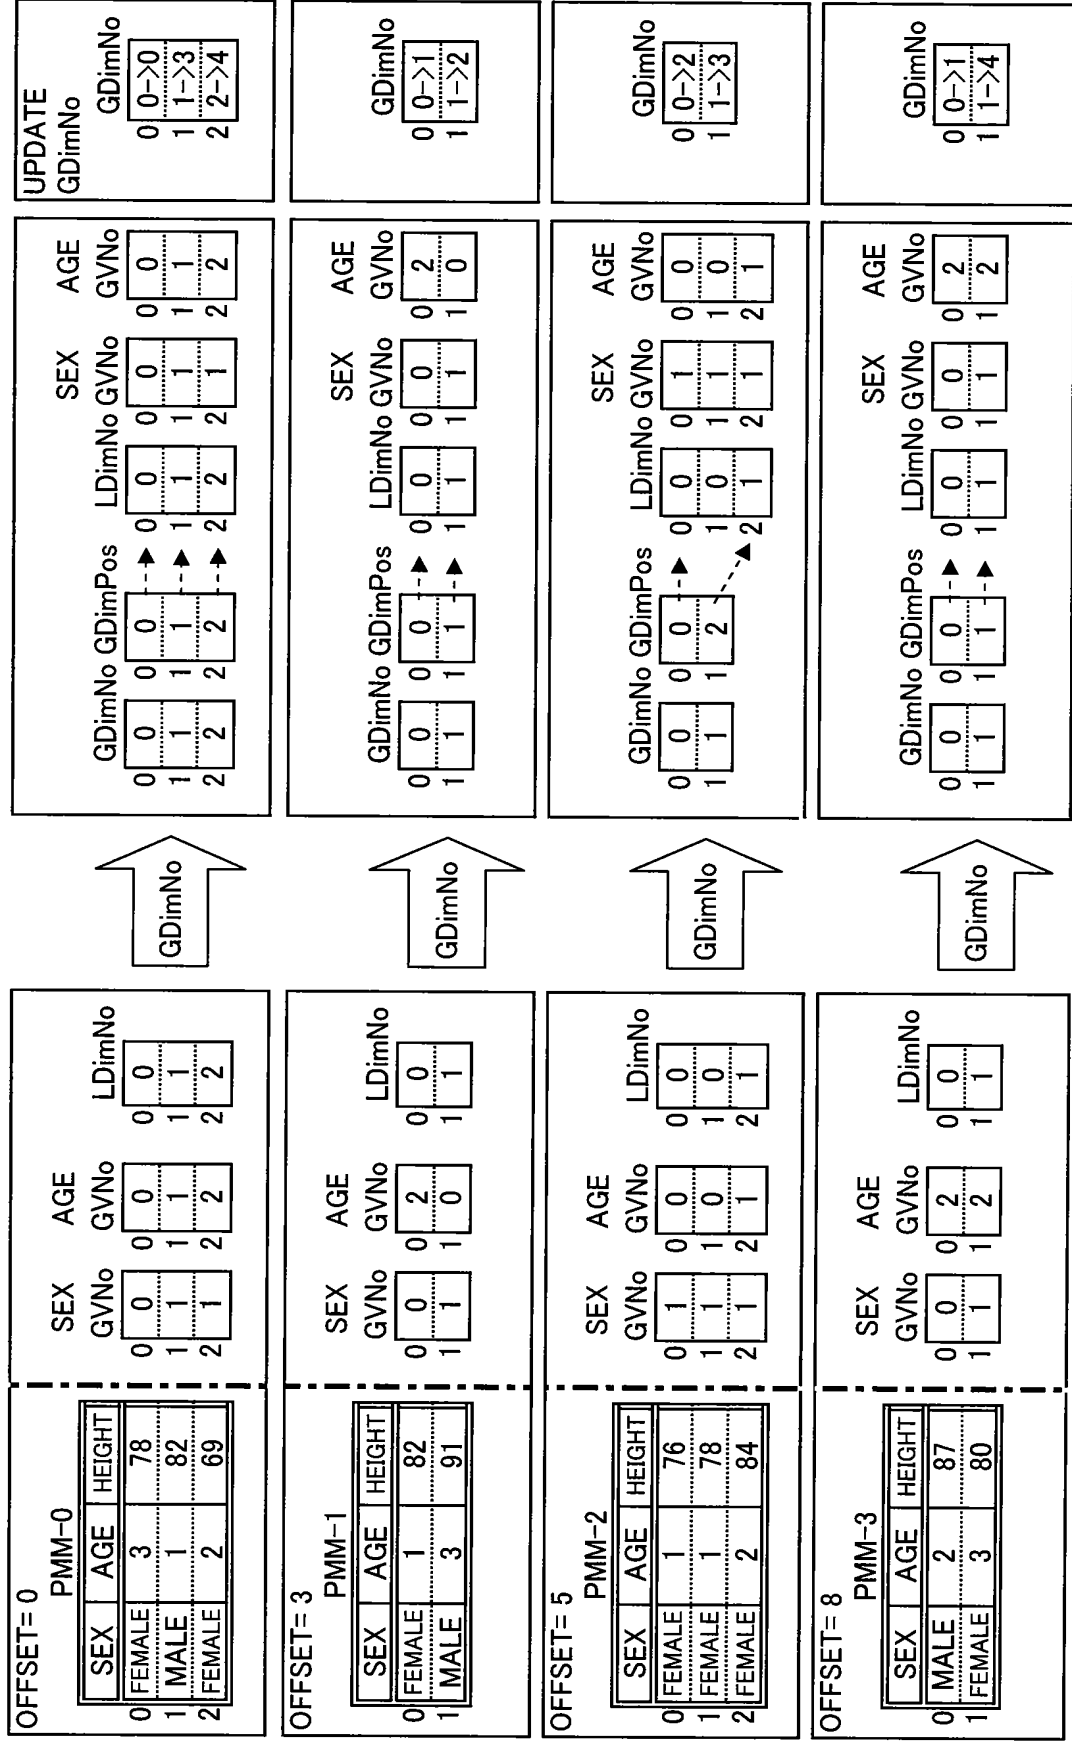 OFFSET= 0
PMM-0
SEX AGE HEIGHT
0 FEMALE 3 78
1 MALE 1 82
2 FEMALE 2 69
SEX AGE
GVNo GVNo LDimNo
0 0 0 0 0 0
1 1 1 1 1 1
2 1 2 2 2 2
GDimNo
SEX AGE
GDimNo GDimPos LDimNo GVNo GVNo
0 0 0 0 0 0 0 0 0 0
1 1 1 1 1 1 1 1 1 1
2 2 2 2 2 2 2 1 2 2
UPDATE
GDimNo
GDimNo
0 0->0
1 1->3
2 2->4
OFFSET= 3
PMM-1
SEX AGE HEIGHT
0 FEMALE 1 82
1 MALE 3 91
SEX AGE
GVNo GVNo LDimNo
0 0 0 2 0 0
1 1 1 0 1 1
GDimNo
SEX AGE
GDimNo GDimPos LDimNo GVNo GVNo
0 0 0 0 0 0 0 0 0 2
1 1 1 1 1 1 1 1 1 0
GDimNo
0 0->1
1 1->2
OFFSET= 5
PMM-2
SEX AGE HEIGHT
0 FEMALE 1 76
1 FEMALE 1 78
2 FEMALE 2 84
SEX AGE
GVNo GVNo LDimNo
0 1 0 0 0 0
1 1 1 0 1 0
2 1 2 1 2 1
GDimNo
SEX AGE
GDimNo GDimPos LDimNo GVNo GVNo
0 0 0 0 0 0 0 1 0 0
1 1 1 2 1 0 1 1 1 0
2 1 2 1 2 1
GDimNo
0 0->2
1 1->3
OFFSET= 8
PMM-3
SEX AGE HEIGHT
0 MALE 2 87
1 FEMALE 3 80
SEX AGE
GVNo GVNo LDimNo
0 0 0 2 0 0
1 1 1 2 1 1
GDimNo
SEX AGE
GDimNo GDimPos LDimNo GVNo GVNo
0 0 0 0 0 0 0 0 0 2
1 1 1 1 1 1 1 1 1 2
GDimNo
0 0->1
1 1->4